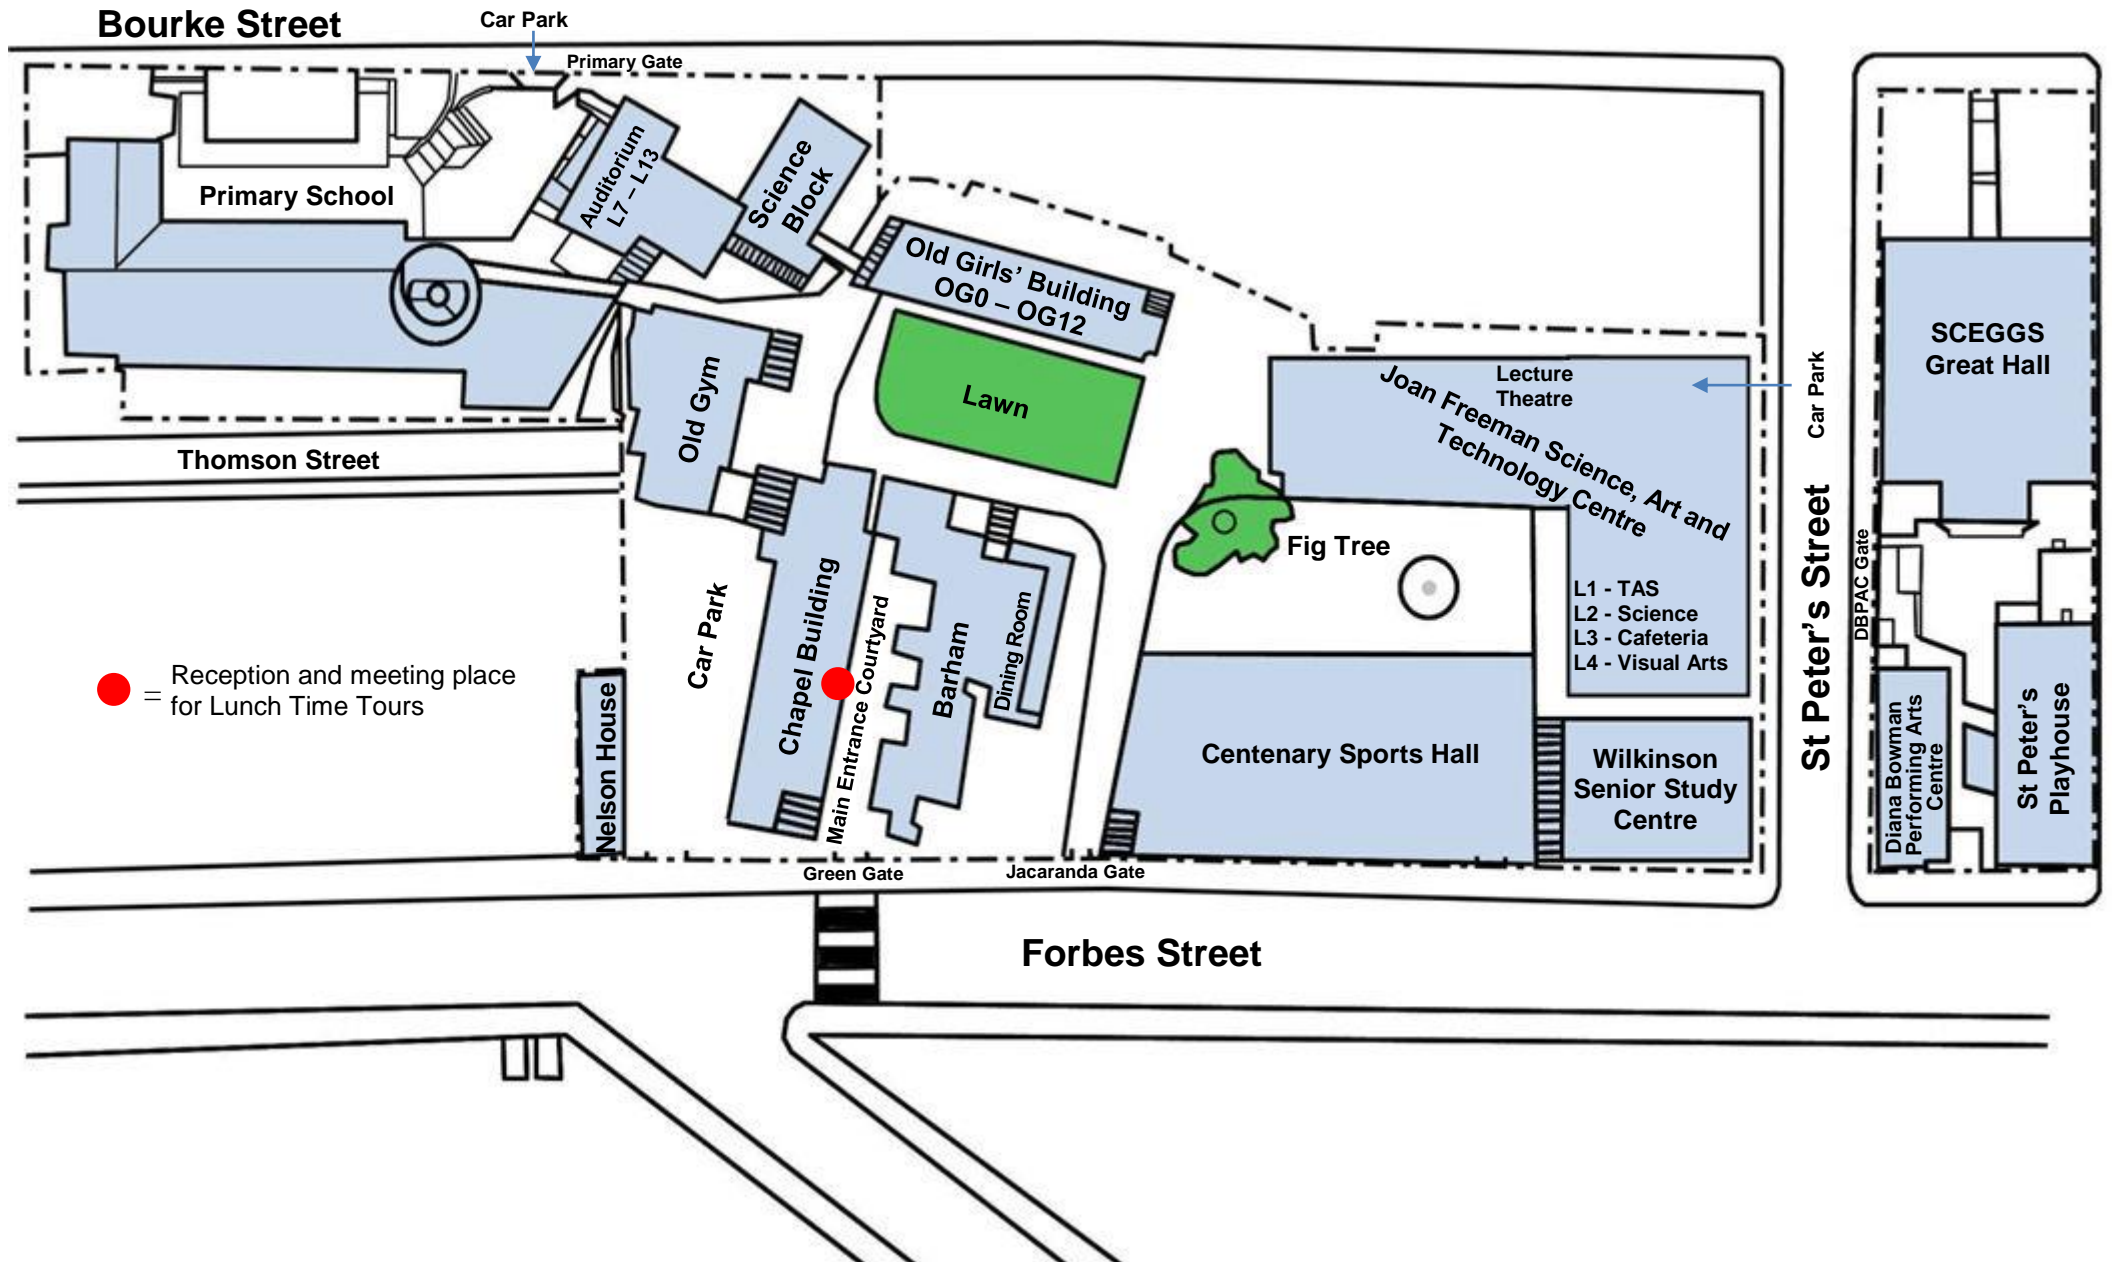 Bourke Street
Car Park
Primary Gate
Primary School
Auditorium
L7 – L13
Science
Block
Old Girls’ Building
OG0 – OG12
Lawn
Old Gym
Thomson Street
Lecture
Theatre
Joan Freeman Science, Art and
Technology Centre
Car Park
SCEGGS
Great Hall
Fig Tree
L1 - TAS
L2 - Science
L3 - Cafeteria
L4 - Visual Arts
St Peter’s Street
DBPAC Gate
Car Park
Chapel Building
Main Entrance Courtyard
Barham
Dining Room
= Reception and meeting place
for Lunch Time Tours
Nelson House
Centenary Sports Hall
Wilkinson
Senior Study
Centre
Diana Bowman
Performing Arts
Centre
St Peter’s
Playhouse
Green Gate
Jacaranda Gate
Forbes Street